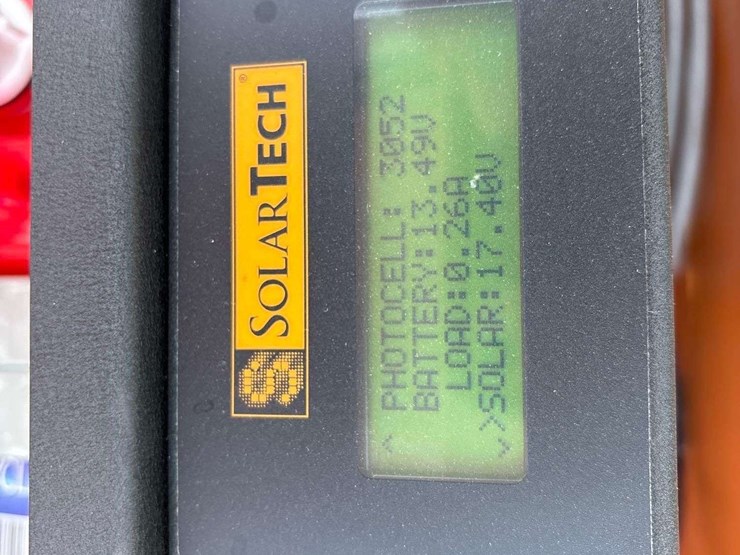 SOLARTECH®
^ PHOTOCELL: 3052
BATTERY:13.49V
LOAD:0.26A
v>SOLAR:17.40V